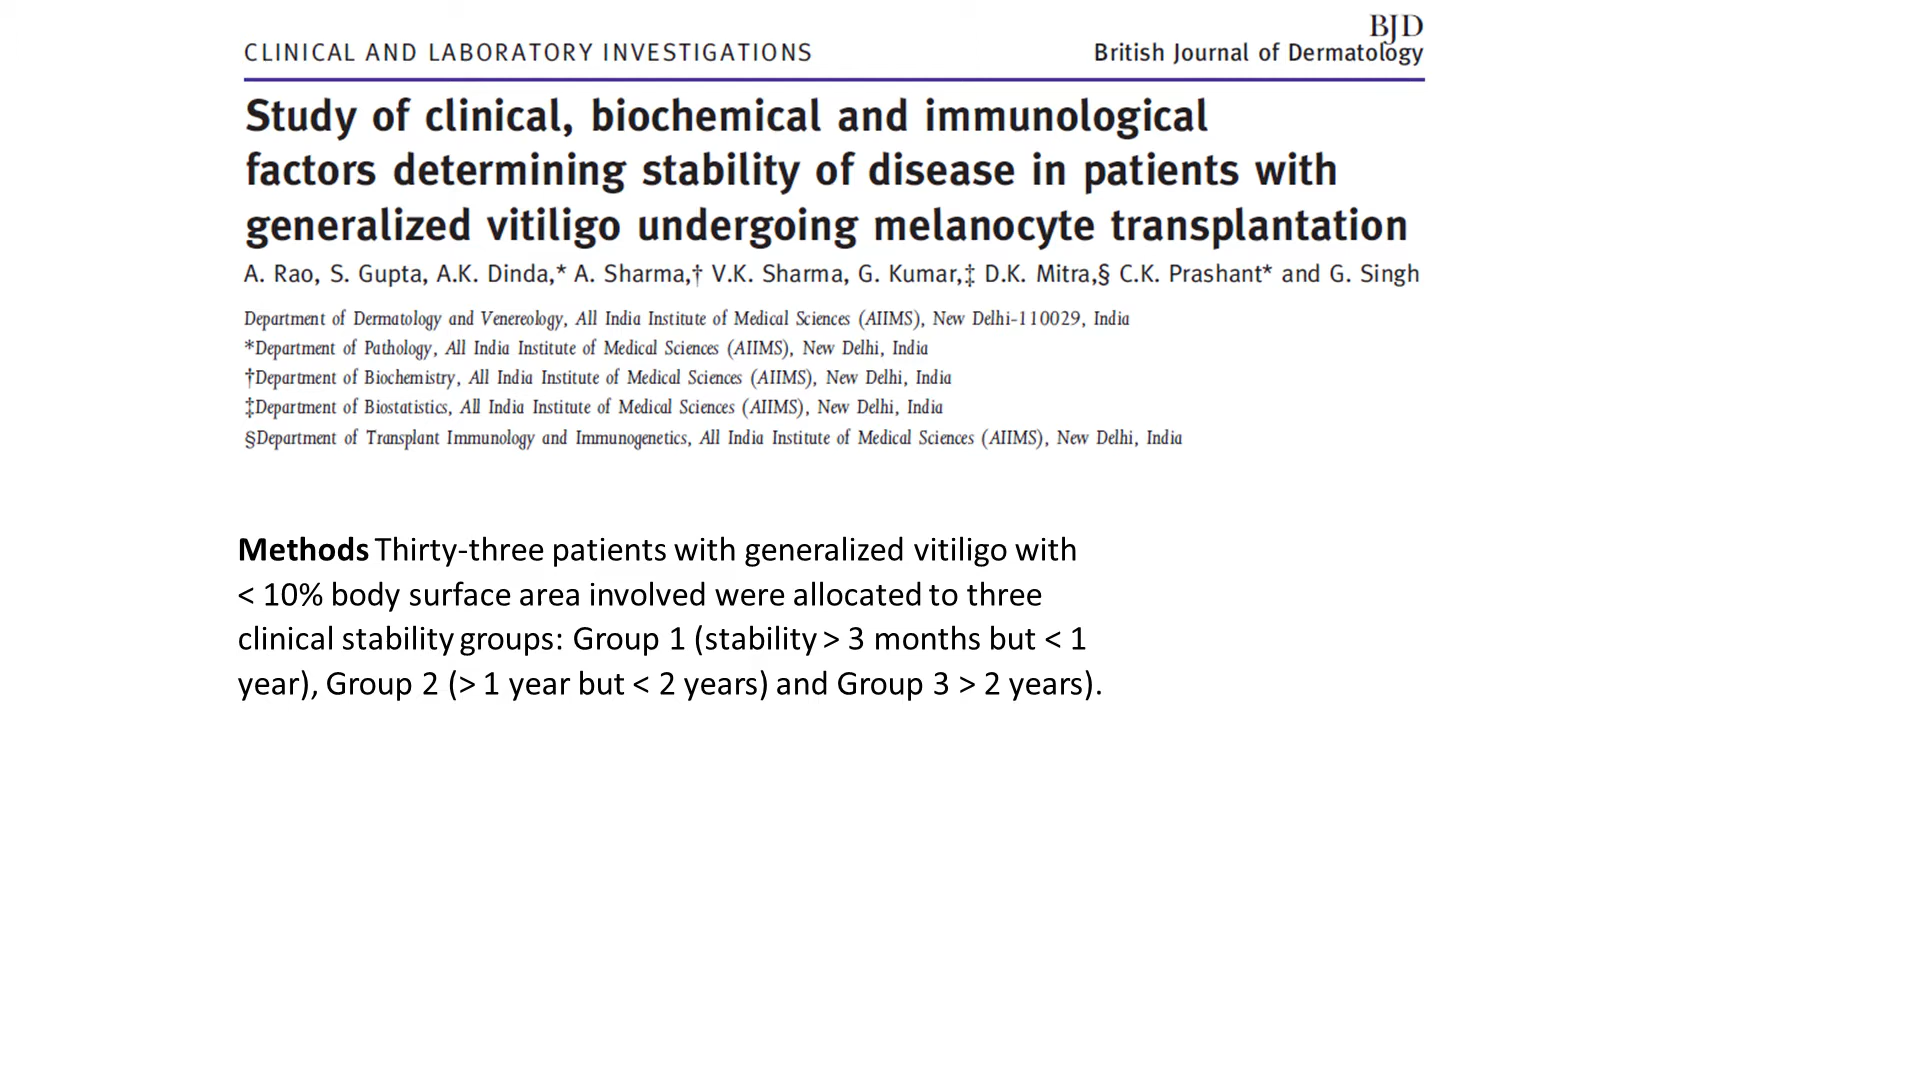 BJD
CLINICAL AND LABORATORY INVESTIGATIONS British Journal of Dermatology
Study of clinical, biochemical and immunological
factors determining stability of disease in patients with
generalized vitiligo undergoing melanocyte transplantation
A. Rao, S. Gupta, A.K. Dinda,* A. Sharma,† V.K. Sharma, G. Kumar,‡ D.K. Mitra,§ C.K. Prashant* and G. Singh
Department of Dermatology and Venereology, All India Institute of Medical Sciences (AIIMS), New Delhi-110029, India
*Department of Pathology, All India Institute of Medical Sciences (AIIMS), New Delhi, India
†Department of Biochemistry, All India Institute of Medical Sciences (AIIMS), New Delhi, India
‡Department of Biostatistics, All India Institute of Medical Sciences (AIIMS), New Delhi, India
§Department of Transplant Immunology and Immunogenetics, All India Institute of Medical Sciences (AIIMS), New Delhi, India
Methods Thirty-three patients with generalized vitiligo with
< 10% body surface area involved were allocated to three
clinical stability groups: Group 1 (stability > 3 months but < 1
year), Group 2 (> 1 year but < 2 years) and Group 3 > 2 years).